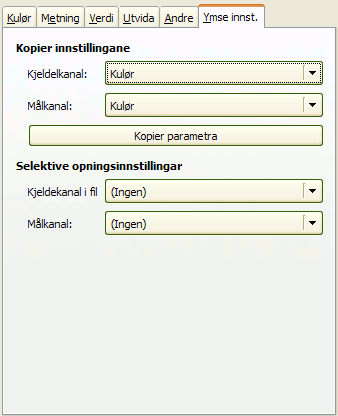 Kulør Metning Verdi Utvida Andre Ymse innst.
Kopier innstillingane
Kjeldelkanal: Kulør
Målkanal: Kulør
Kopier parametra
Selektive opningsinnstillingar
Kjeldekanal i fil (Ingen)
Målkanal: (Ingen)